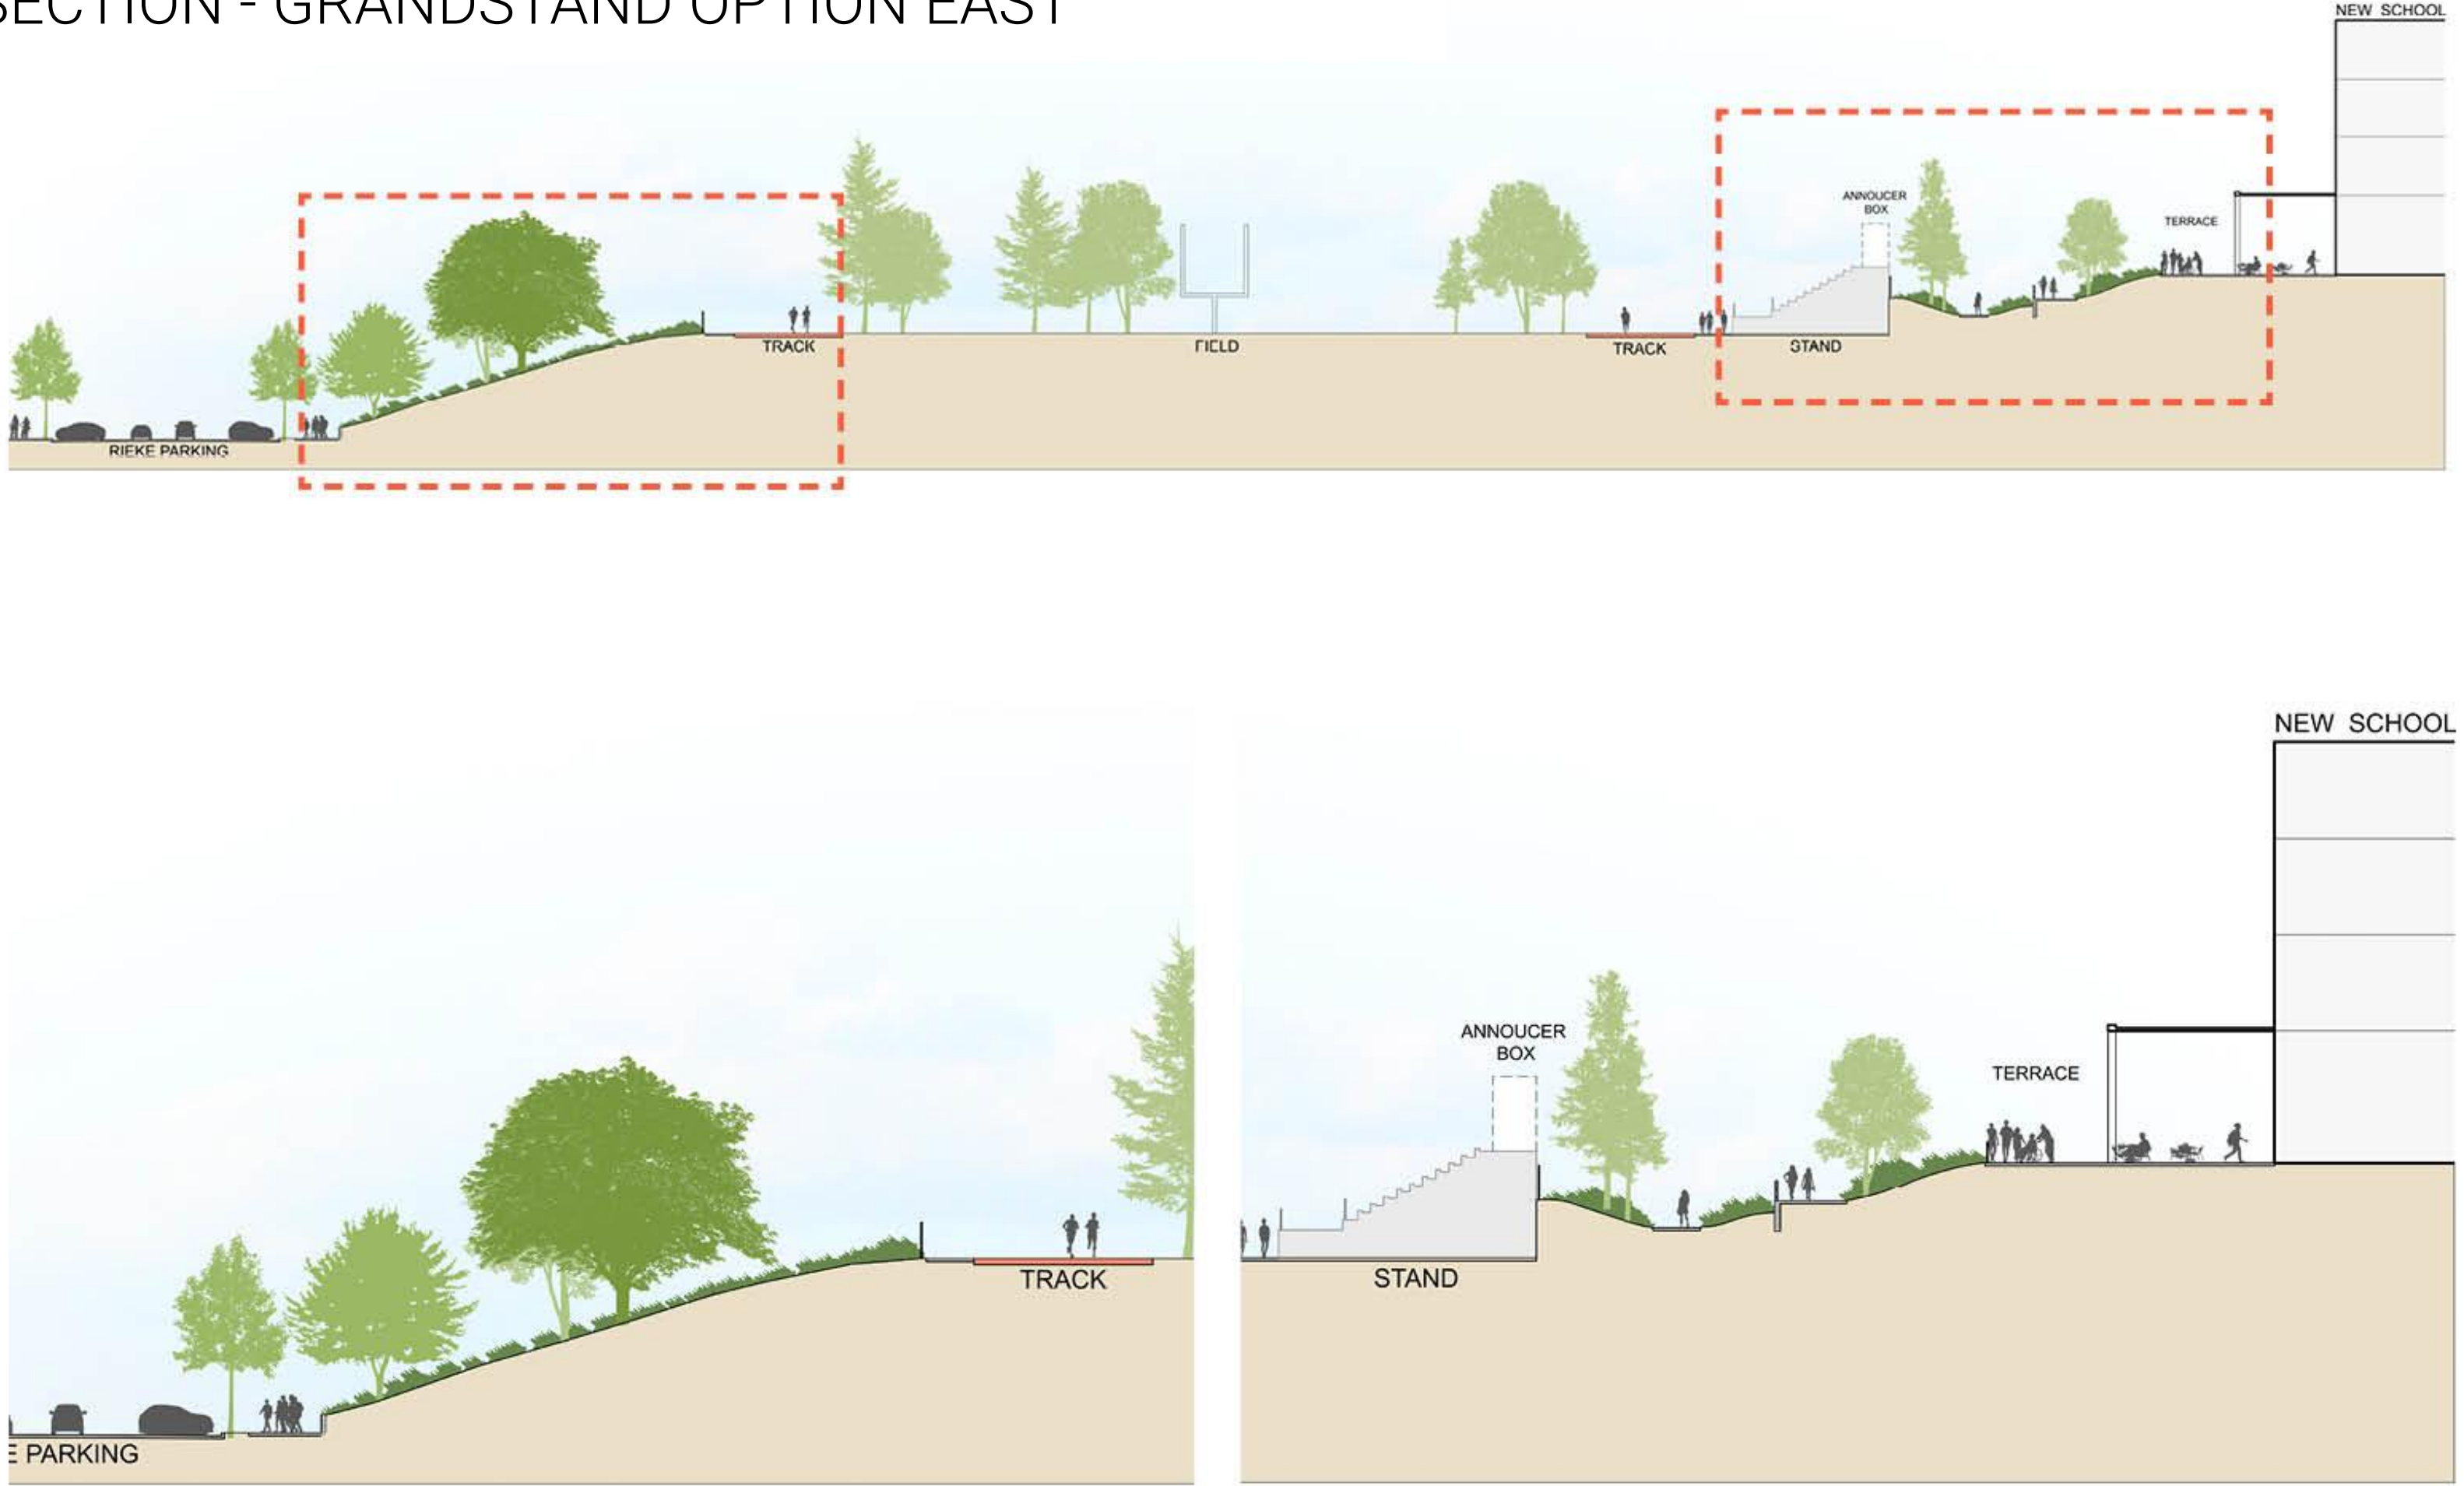 SECTION - GRANDSTAND OPTION EAST
NEW SCHOOL
ANNOUCER
BOX
TERRACE
TRACK
FIELD
TRACK
STAND
RIEKE PARKING
NEW SCHOOL
ANNOUCER
BOX
TERRACE
TRACK
STAND
E PARKING